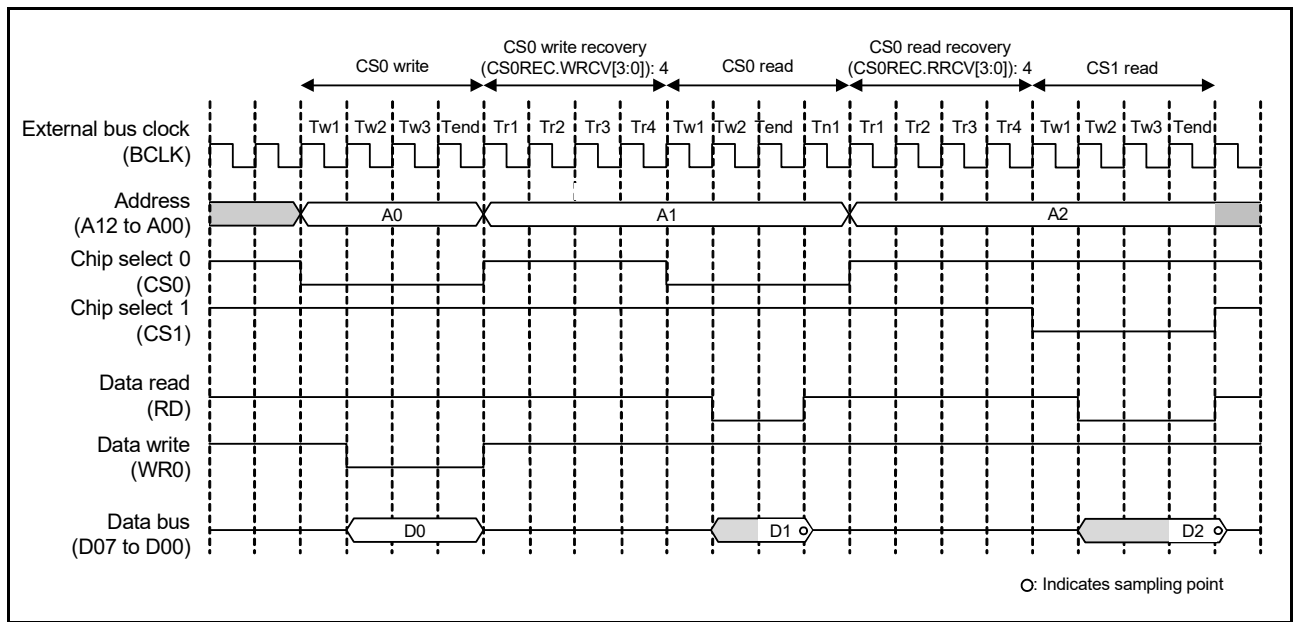 CS0 write
CS0 write recovery
(CS0REC.WRCV[3:0]): 4
CS0 read
CS0 read recovery
(CS0REC.RRCV[3:0]): 4
CS1 read
External bus clock
(BCLK)
Tw1 Tw2 Tw3 Tend Tr1 Tr2 Tr3 Tr4 Tw1 Tw2 Tend Tn1 Tr1 Tr2 Tr3 Tr4 Tw1 Tw2 Tw3 Tend
Address
(A12 to A00)
A0 A1 A2
Chip select 0
(CS0)
Chip select 1
(CS1)
Data read
(RD)
Data write
(WR0)
Data bus
(D07 to D00)
D0 D1 D2
O: Indicates sampling point